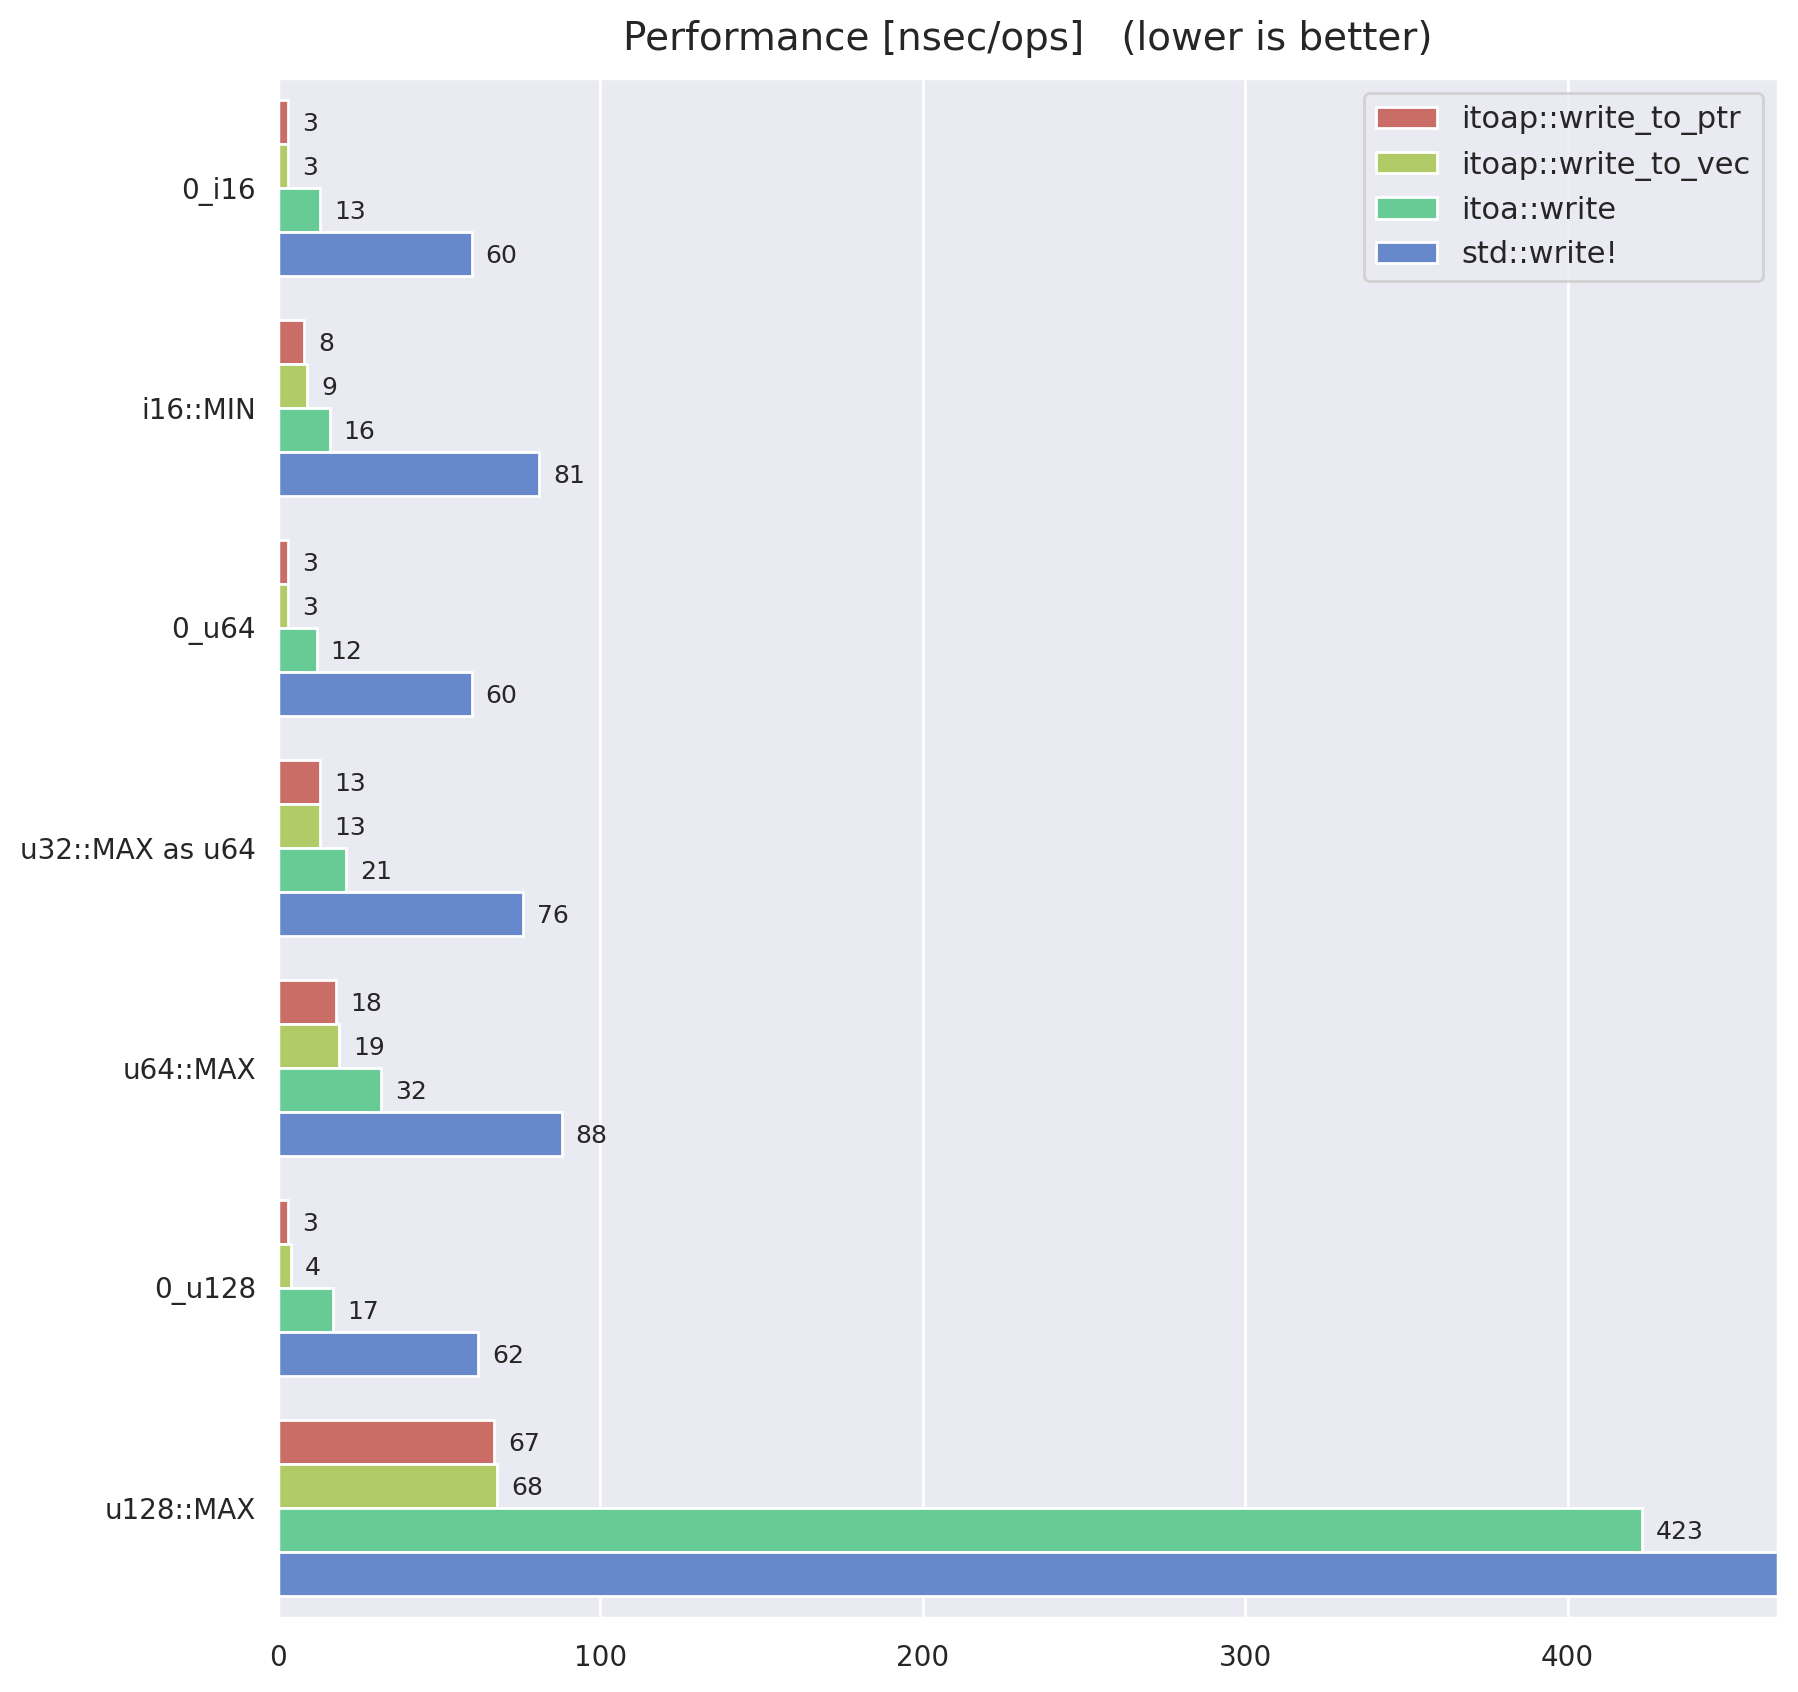 Performance [nsec/ops]   (lower is better)
itoap::write_to_ptr
itoap::write_to_vec
itoa::write
std::write!
0_i16
3
3
13
60
i16::MIN
8
9
16
81
0_u64
3
3
12
60
u32::MAX as u64
13
13
21
76
u64::MAX
18
19
32
88
0_u128
3
4
17
62
u128::MAX
67
68
423
0 100 200 300 400